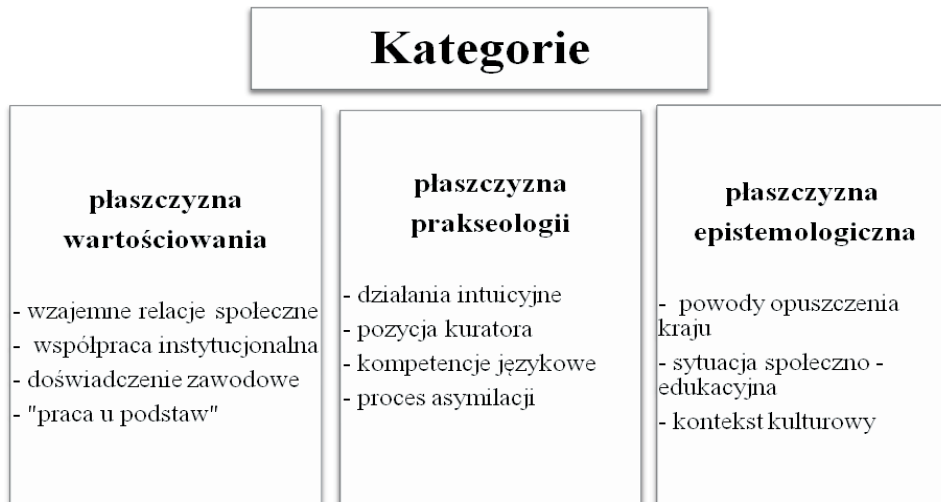 Kategorie
płaszczyzna
wartościowania
- wzajemne relacje społeczne
- współpraca instytucjonalna
- doświadczenie zawodowe
- "praca u podstaw"
płaszczyzna
prakseologii
- działania intuicyjne
- pozycja kuratora
- kompetencje językowe
- proces asymilacji
płaszczyzna
epistemologiczna
- powody opuszczenia
kraju
- sytuacja społeczno -
edukacyjna
- kontekst kulturowy